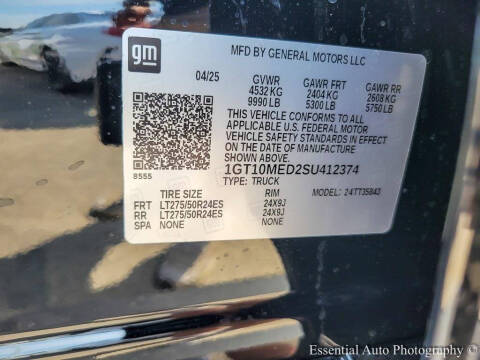 gm
MFD BY GENERAL MOTORS LLC
04/25 GVWR GAWR FRT GAWR RR
4532 KG 2404 KG 2608 KG
9990 LB 5300 LB 5750 LB
THIS VEHICLE CONFORMS TO ALL
APPLICABLE U.S. FEDERAL MOTOR
VEHICLE SAFETY STANDARDS IN EFFECT
ON THE DATE OF MANUFACTURE SHOWN ABOVE.
1GT10MED2SU412374
8555
TYPE: TRUCK MODEL: 24TT35843
TIRE SIZE RIM
FRT LT275/50R24ES 24X9J
RR LT275/50R24ES 24X9J
SPA NONE NONE
Essential Auto Photography ©